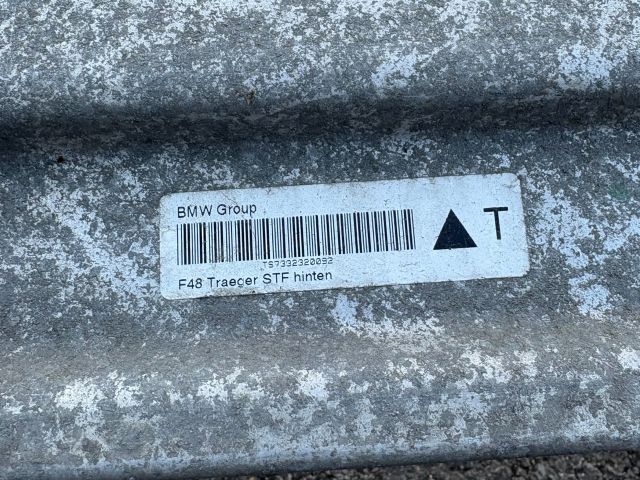 BMW Group
T
TS7332320092
F48 Traeger STF hinten